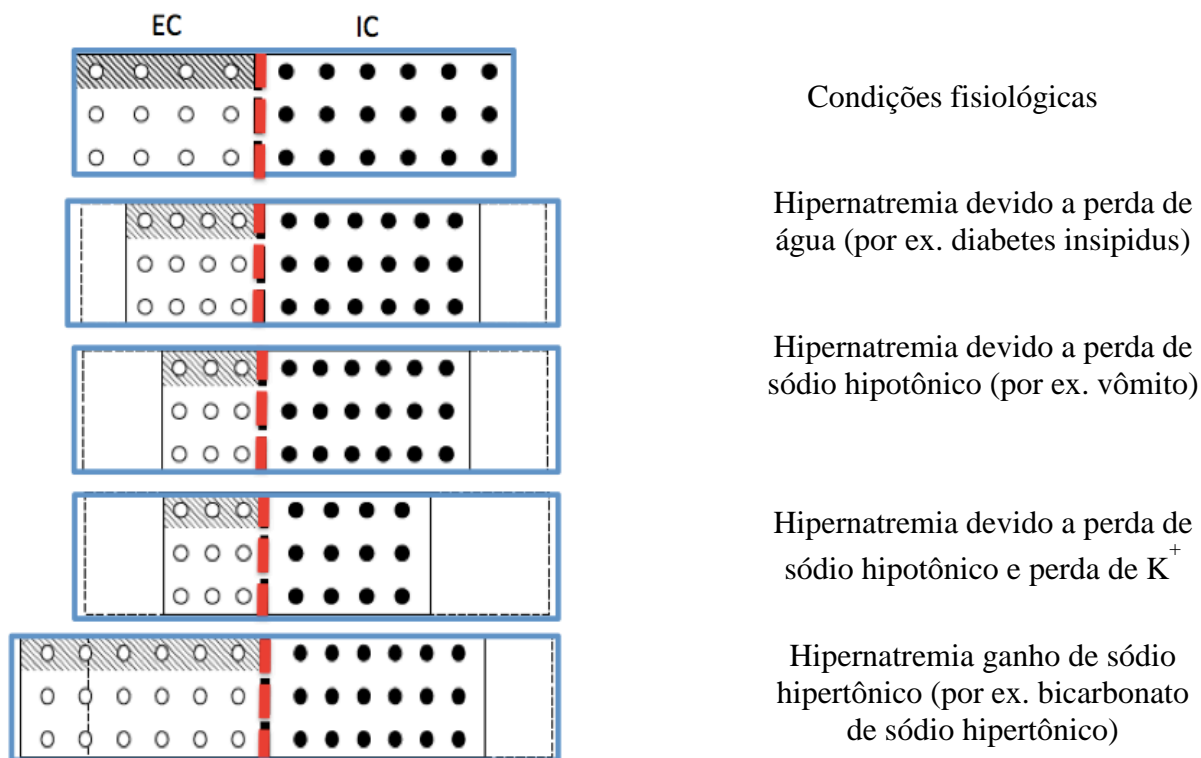 EC IC
Condições fisiológicas
Hipernatremia devido a perda de
água (por ex. diabetes insipidus)
Hipernatremia devido a perda de
sódio hipotônico (por ex. vômito)
Hipernatremia devido a perda de
sódio hipotônico e perda de K⁺
Hipernatremia ganho de sódio
hipertônico (por ex. bicarbonato
de sódio hipertônico)